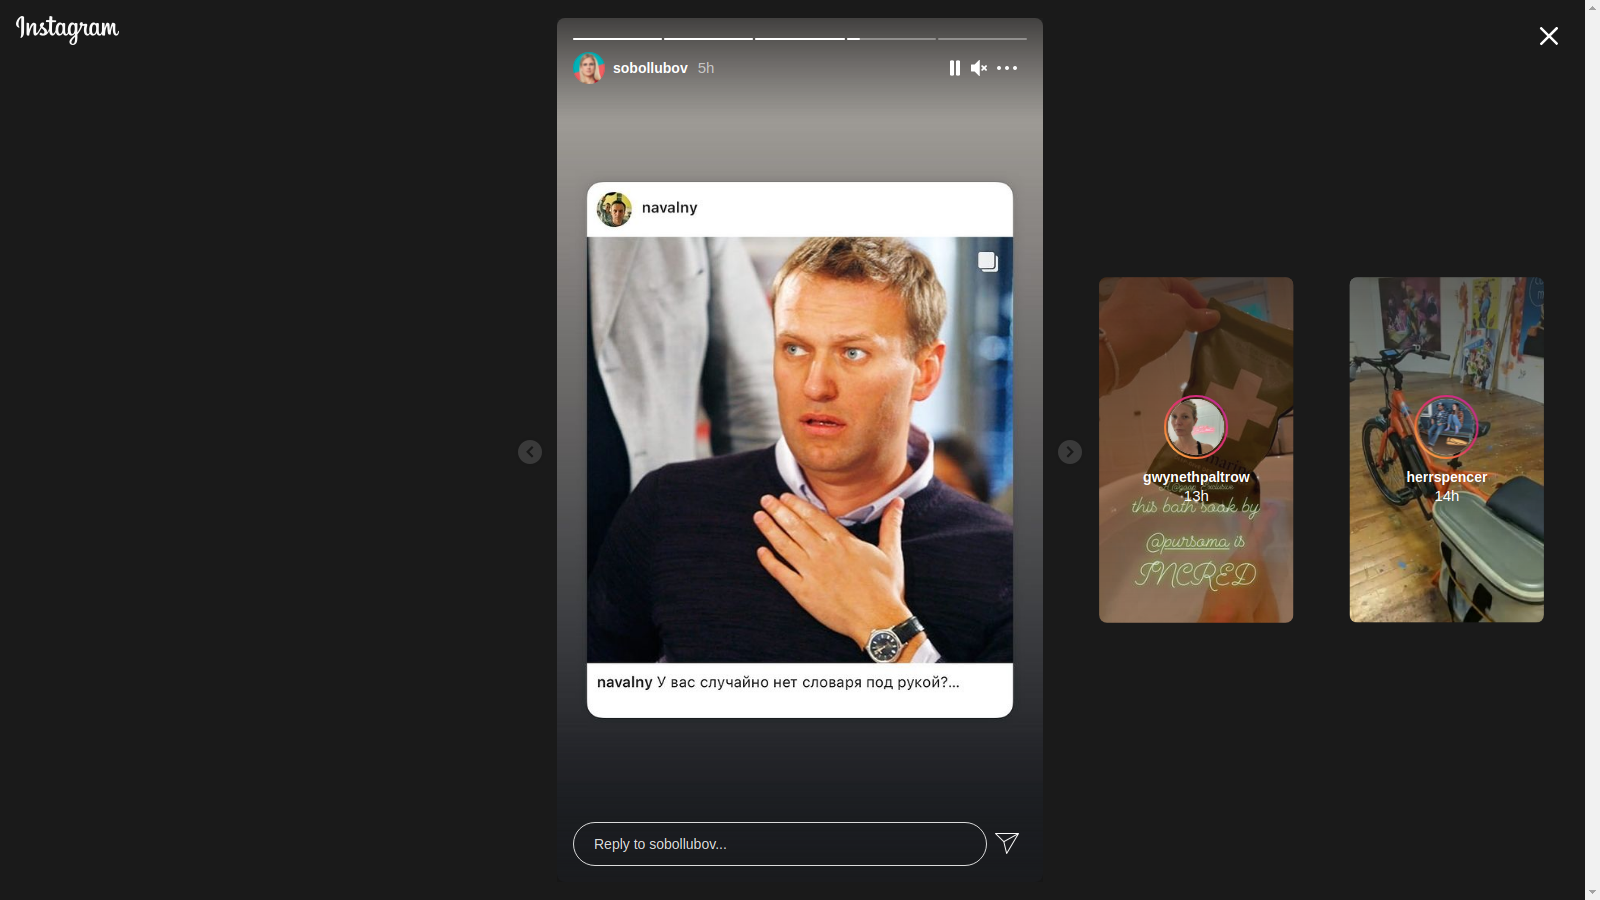 Instagram
sobollubov 5h
navalny
navalny У вас случайно нет словаря под рукой?...
Reply to sobollubov...
gwynethpaltrow
13h
this bath soak by
@pursoma is
INCRED
herrspencer
14h